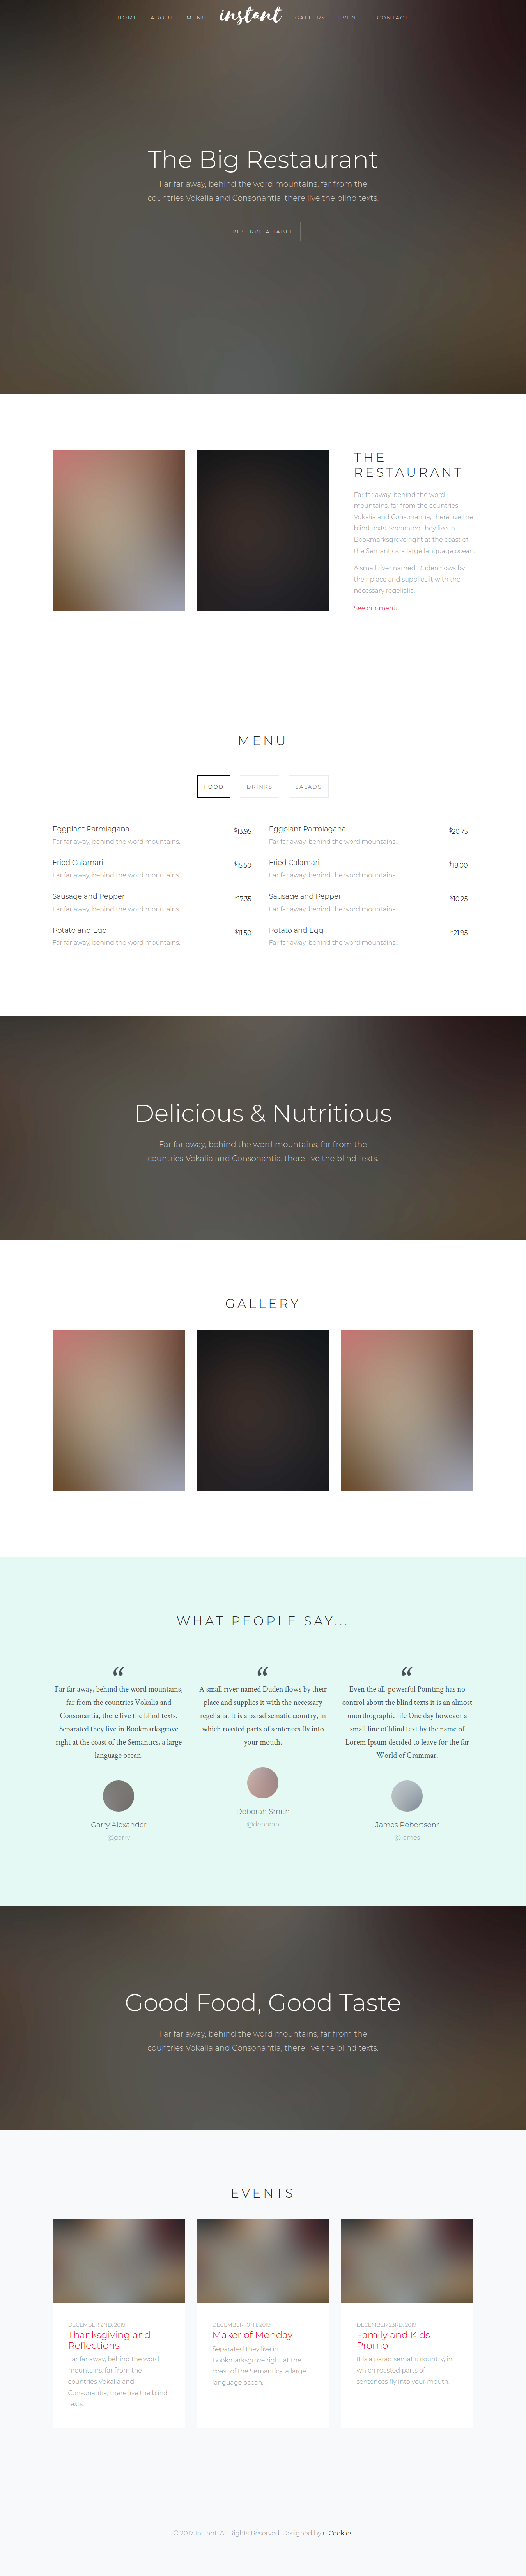 HOME ABOUT MENU instant GALLERY EVENTS CONTACT
The Big Restaurant
Far far away, behind the word mountains, far from the
countries Vokalia and Consonantia, there live the blind texts.
RESERVE A TABLE
THE
RESTAURANT
Far far away, behind the word
mountains, far from the countries
Vokalia and Consonantia, there live the
blind texts. Separated they live in
Bookmarksgrove right at the coast of
the Semantics, a large language ocean.
A small river named Duden flows by
their place and supplies it with the
necessary regelialia.
See our menu
MENU
FOOD DRINKS SALADS
Eggplant Parmiagana $13.95
Far far away, behind the word mountains..
Fried Calamari $15.50
Far far away, behind the word mountains..
Sausage and Pepper $17.35
Far far away, behind the word mountains..
Potato and Egg $11.50
Far far away, behind the word mountains..
Eggplant Parmiagana $20.75
Far far away, behind the word mountains..
Fried Calamari $18.00
Far far away, behind the word mountains..
Sausage and Pepper $10.25
Far far away, behind the word mountains..
Potato and Egg $21.95
Far far away, behind the word mountains..
Delicious & Nutritious
Far far away, behind the word mountains, far from the
countries Vokalia and Consonantia, there live the blind texts.
GALLERY
WHAT PEOPLE SAY...
“
Far far away, behind the word mountains,
far from the countries Vokalia and
Consonantia, there live the blind texts.
Separated they live in Bookmarksgrove
right at the coast of the Semantics, a large
language ocean.
Garry Alexander
@garry
“
A small river named Duden flows by their
place and supplies it with the necessary
regelialia. It is a paradisematic country, in
which roasted parts of sentences fly into
your mouth.
Deborah Smith
@deborah
“
Even the all-powerful Pointing has no
control about the blind texts it is an almost
unorthographic life One day however a
small line of blind text by the name of
Lorem Ipsum decided to leave for the far
World of Grammar.
James Robertsonr
@james
Good Food, Good Taste
Far far away, behind the word mountains, far from the
countries Vokalia and Consonantia, there live the blind texts.
EVENTS
DECEMBER 2ND, 2019
Thanksgiving and
Reflections
Far far away, behind the word
mountains, far from the
countries Vokalia and
Consonantia, there live the blind
texts.
DECEMBER 10TH, 2019
Maker of Monday
Separated they live in
Bookmarksgrove right at the
coast of the Semantics, a large
language ocean.
DECEMBER 23RD, 2019
Family and Kids
Promo
It is a paradisematic country, in
which roasted parts of
sentences fly into your mouth.
© 2017 Instant. All Rights Reserved. Designed by uiCookies